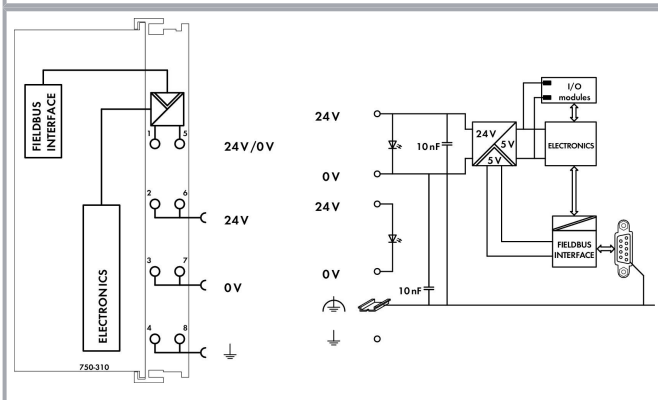 FIELDBUS
INTERFACE
ELECTRONICS
1
5
24V/0V
2
6
24V
3
7
0V
4
8
750-310
24V
0V
24V
0V
10nF
10nF
24V
5V
5V
I/O
modules
ELECTRONICS
FIELDBUS
INTERFACE